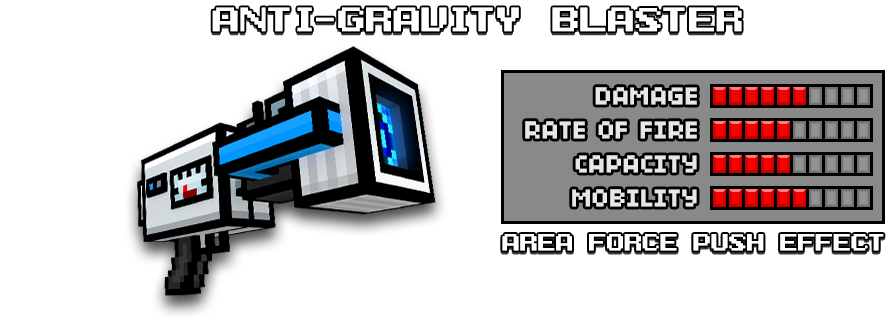 ANTI-GRAVITY BLASTER
DAMAGE
RATE OF FIRE
CAPACITY
MOBILITY
AREA FORCE PUSH EFFECT